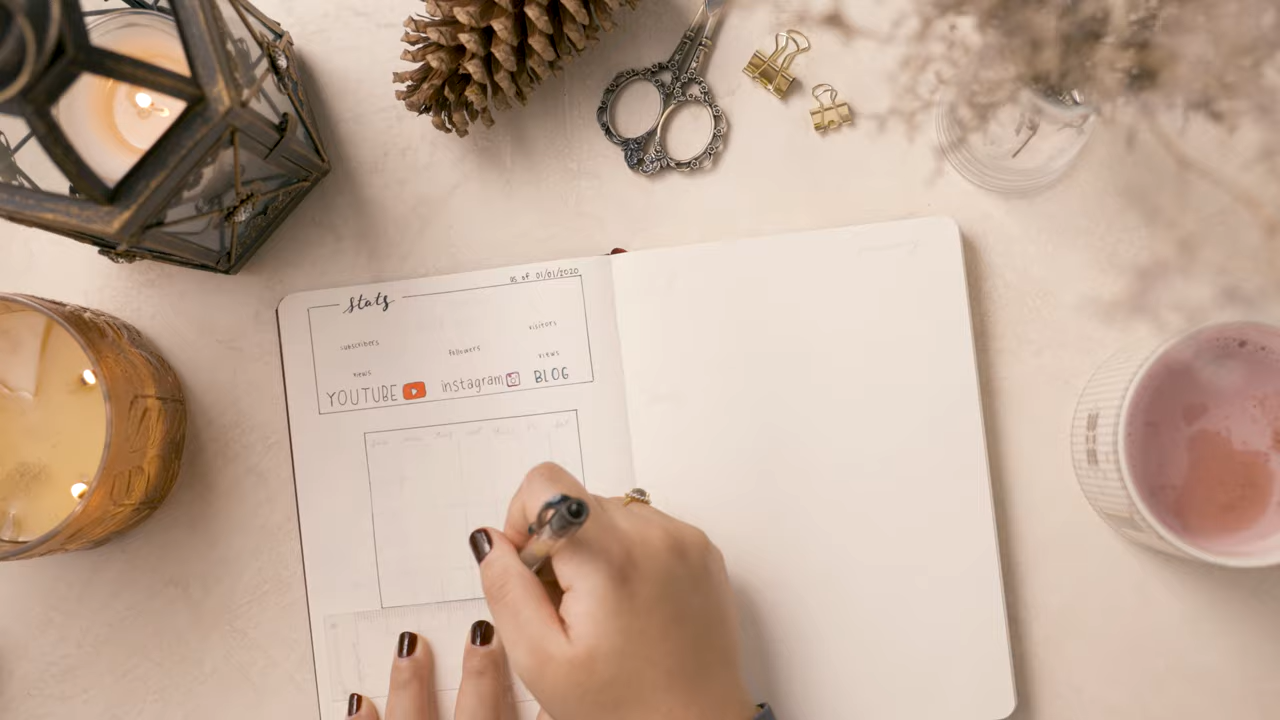 as of 01/01/2020
stats
visitors
subscribers
followers
views
views
YOUTUBE instagram BLOG